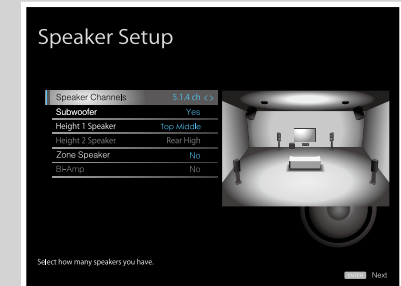 Speaker Setup
Speaker Channels 5.1.4 ch <>
Subwoofer Yes
Height 1 Speaker Top Middle
Height 2 Speaker Rear High
Zone Speaker No
Bi-Amp No
Select how many speakers you have.
ENTER Next